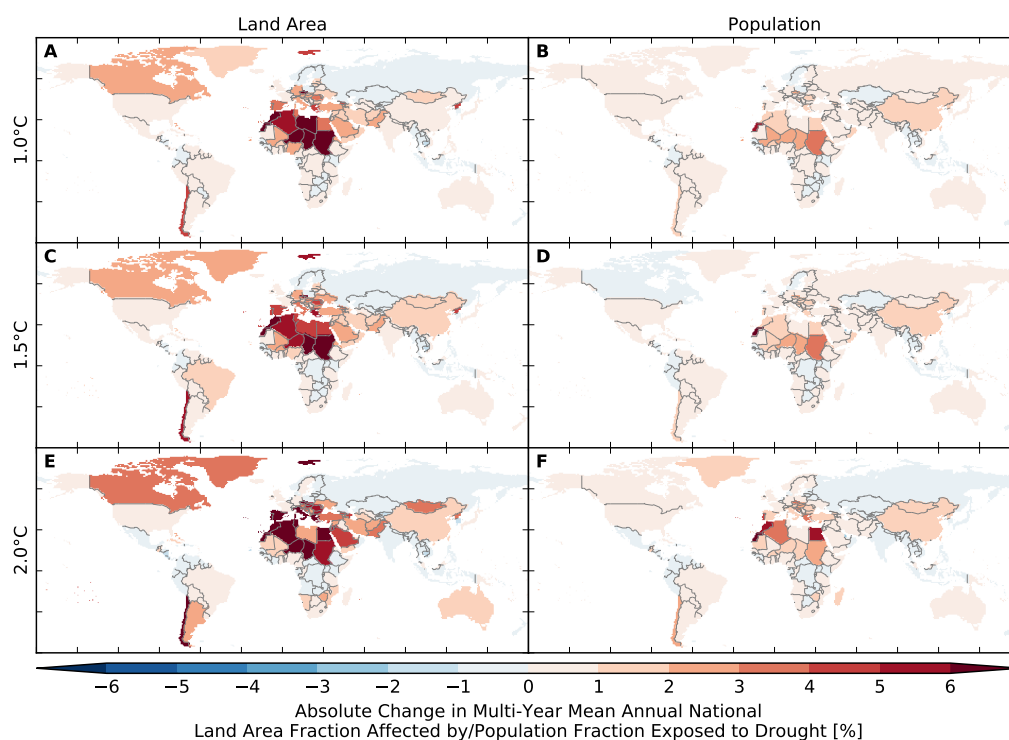 Land Area
Population
A
B
1.0°C
C
D
1.5°C
E
F
2.0°C
−6 −5 −4 −3 −2 −1 0 1 2 3 4 5 6
Absolute Change in Multi-Year Mean Annual National
Land Area Fraction Affected by/Population Fraction Exposed to Drought [%]